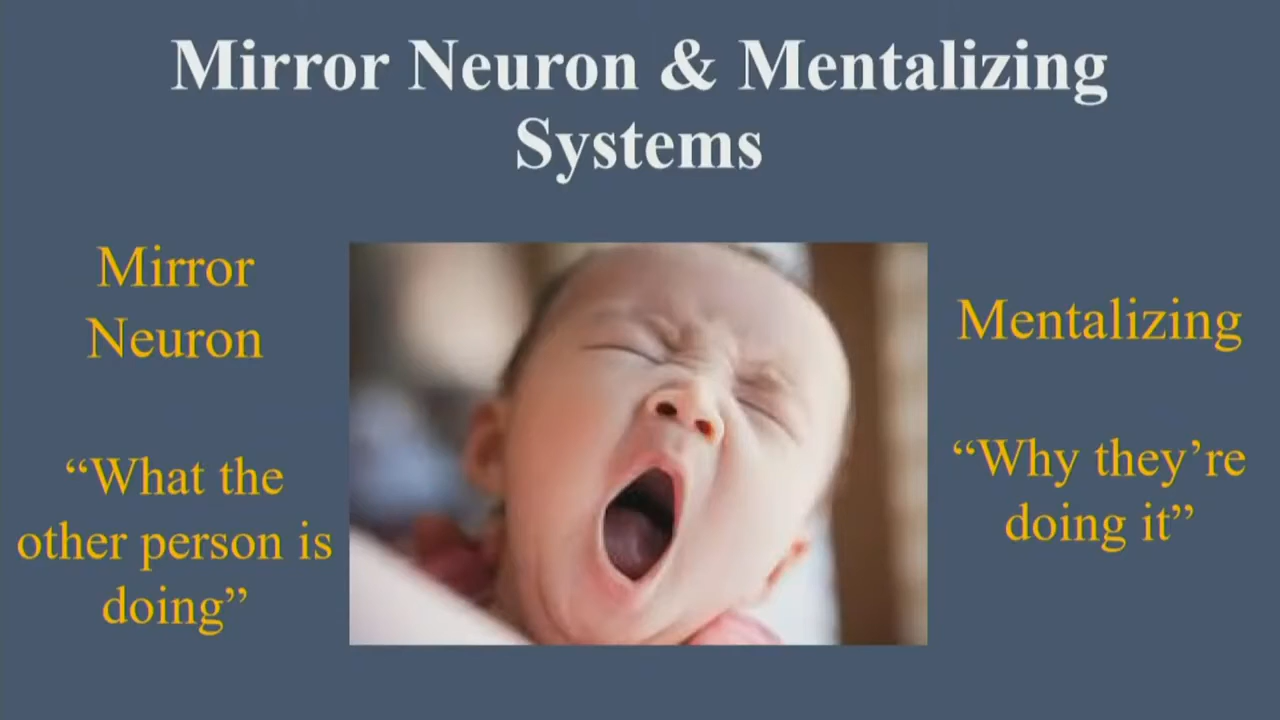 Mirror Neuron & Mentalizing
Systems
Mirror
Neuron
“What the
other person is
doing”
Mentalizing
“Why they’re
doing it”